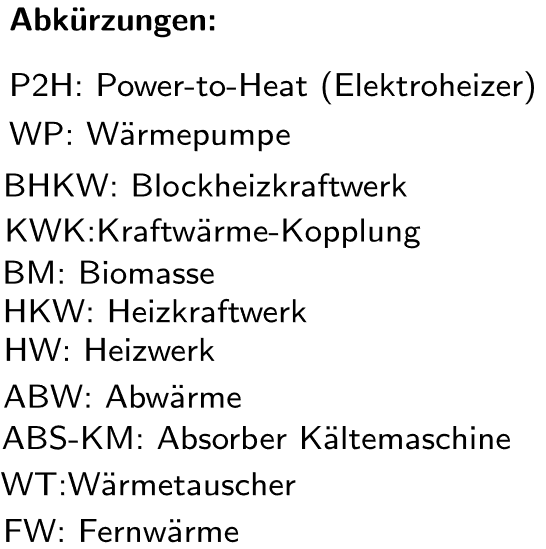 Abkürzungen:
P2H: Power-to-Heat (Elektroheizer)
WP: Wärmepumpe
BHKW: Blockheizkraftwerk
KWK:Kraftwärme-Kopplung
BM: Biomasse
HKW: Heizkraftwerk
HW: Heizwerk
ABW: Abwärme
ABS-KM: Absorber Kältemaschine
WT:Wärmetauscher
FW: Fernwärme